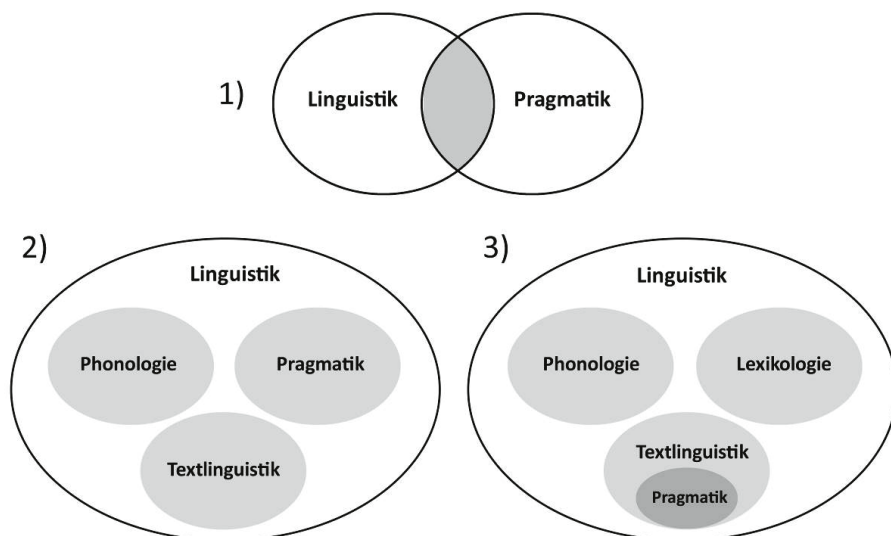 1)
Linguistik
Pragmatik
2)
Linguistik
Phonologie
Pragmatik
Textlinguistik
3)
Linguistik
Phonologie
Lexikologie
Textlinguistik
Pragmatik